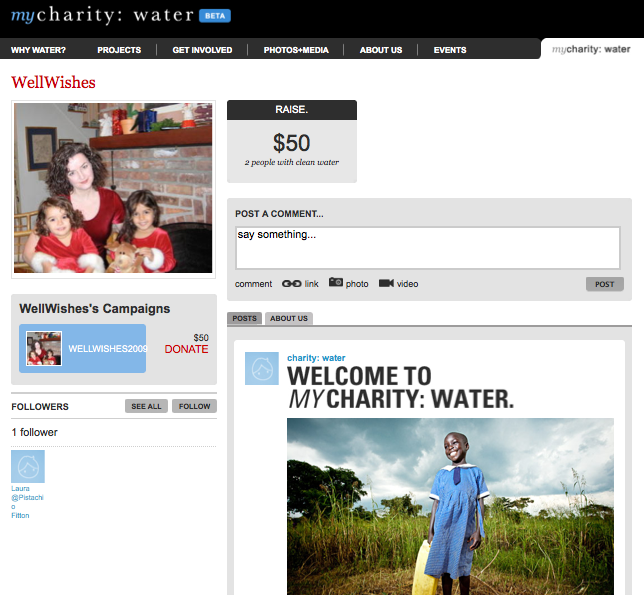 mycharity: water BETA
WHY WATER? PROJECTS GET INVOLVED PHOTOS+MEDIA ABOUT US EVENTS mycharity: water
WellWishes
RAISE.
$50
2 people with clean water
POST A COMMENT...
say something...
comment link photo video POST
WellWishes's Campaigns
WELLWISHES2009
$50
DONATE
FOLLOWERS SEE ALL FOLLOW
1 follower
Laura
@Pistachi
o
Fitton
POSTS ABOUT US
charity: water
WELCOME TO
MYCHARITY: WATER.